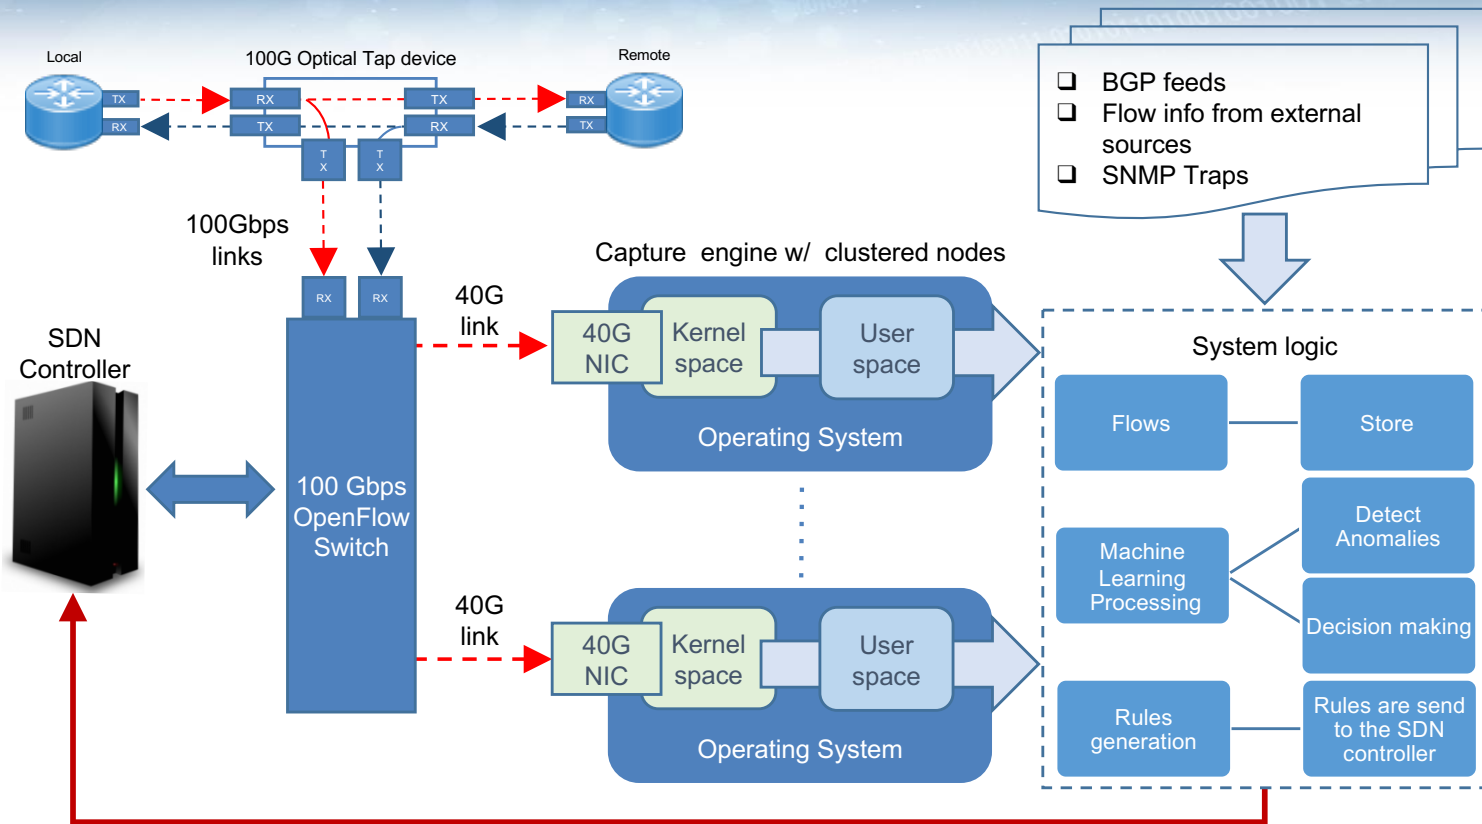 Local
100G Optical Tap device
Remote
TX
RX
TX
RX
RX
TX
RX
TX
T
X
T
X
RX
TX
❑ BGP feeds
❑ Flow info from external
sources
❑ SNMP Traps
100Gbps
links
RX
RX
Capture engine w/ clustered nodes
40G
link
40G
NIC
Kernel
space
User
space
Operating System
SDN
Controller
100 Gbps
OpenFlow
Switch
40G
link
40G
NIC
Kernel
space
User
space
Operating System
System logic
Flows
Store
Machine
Learning
Processing
Detect
Anomalies
Decision making
Rules
generation
Rules are send
to the SDN
controller